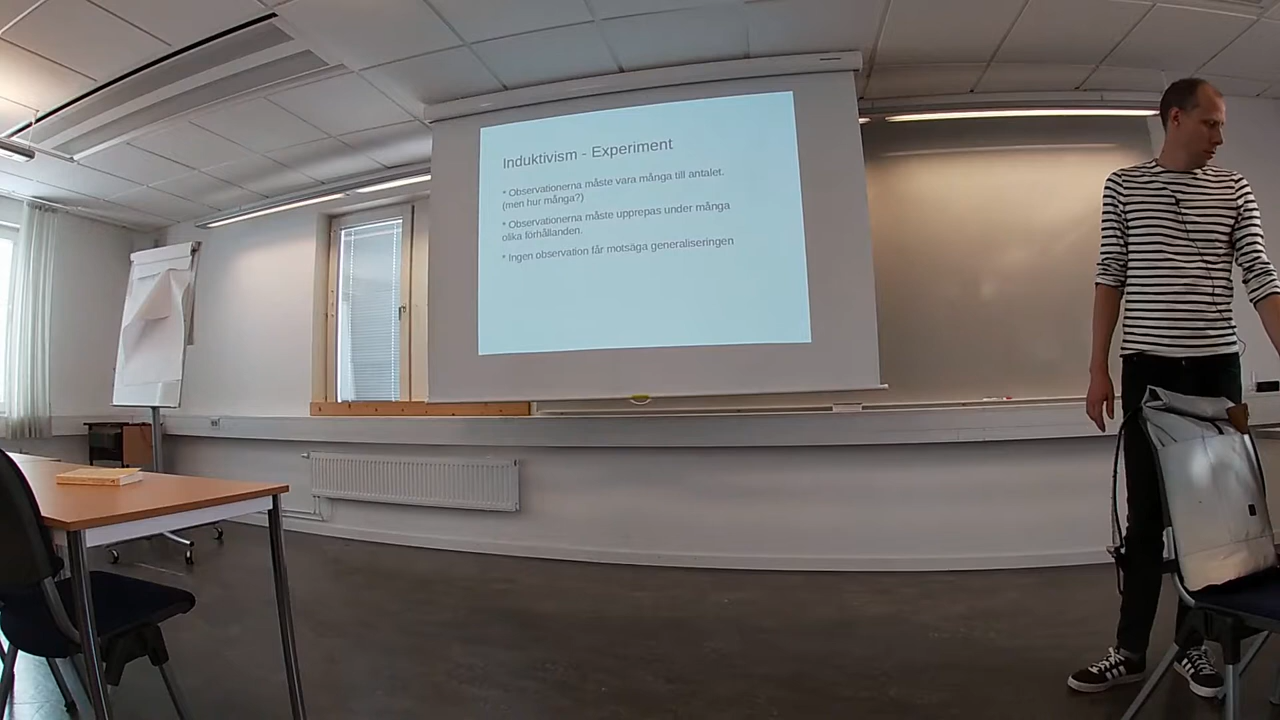 Induktivism - Experiment
* Observationerna måste vara många till antalet.
(men hur många?)
* Observationerna måste upprepas under många
olika förhållanden.
* Ingen observation får motsäga generaliseringen